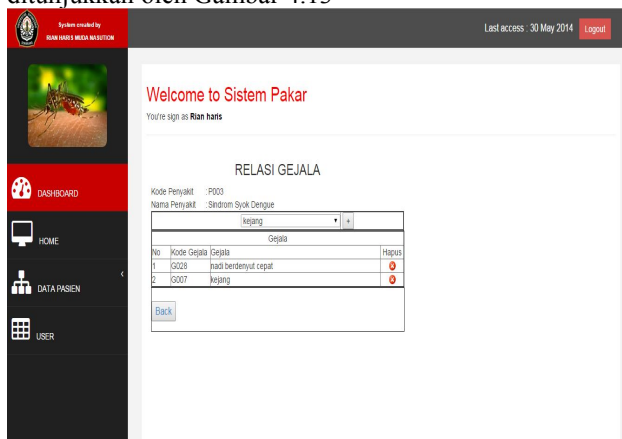 ditunjukkan oleh Gambar 4.13
System created by
RIAN HARIS MUDA NASUTION
Last access : 30 May 2014 Logout
Welcome to Sistem Pakar
You're sign as Rian haris
RELASI GEJALA
DASHBOARD
Kode Penyakit : P003
Nama Penyakit : Sindrom Syok Dengue
kejang +
HOME
Gejala
No Kode Gejala Gejala Hapus
1 G028 nadi berdenyut cepat
2 G007 kejang
DATA PASIEN
Back
USER